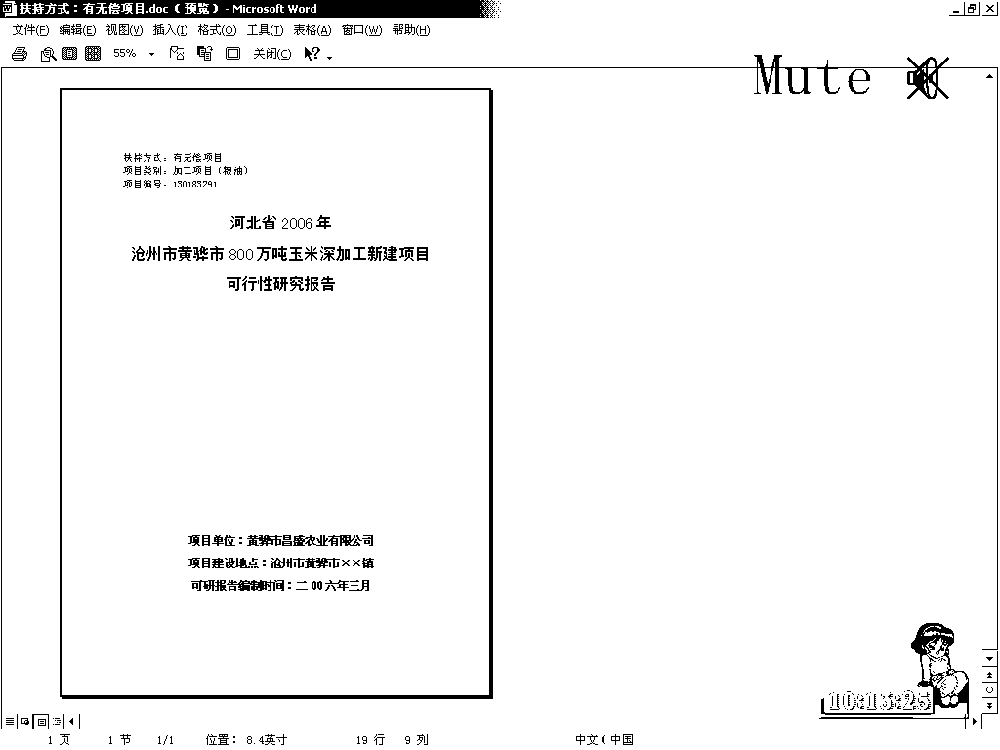 扶持方式：有无偿项目.doc（预览）- Microsoft Word
文件(F) 编辑(E) 视图(V) 插入(I) 格式(O) 工具(T) 表格(A) 窗口(W) 帮助(H)
55% 关闭(C)
Mute
扶持方式：有无偿项目
项目类别：加工项目（粮油）
项目编号：130183291
河北省 2006 年
沧州市黄骅市 800 万吨玉米深加工新建项目
可行性研究报告
项目单位：黄骅市昌盛农业有限公司
项目建设地点：沧州市黄骅市××镇
可研报告编制时间：二 00 六年三月
10:13:25
1 页 1 节 1/1 位置： 8.4英寸 19 行 9 列 中文（中国